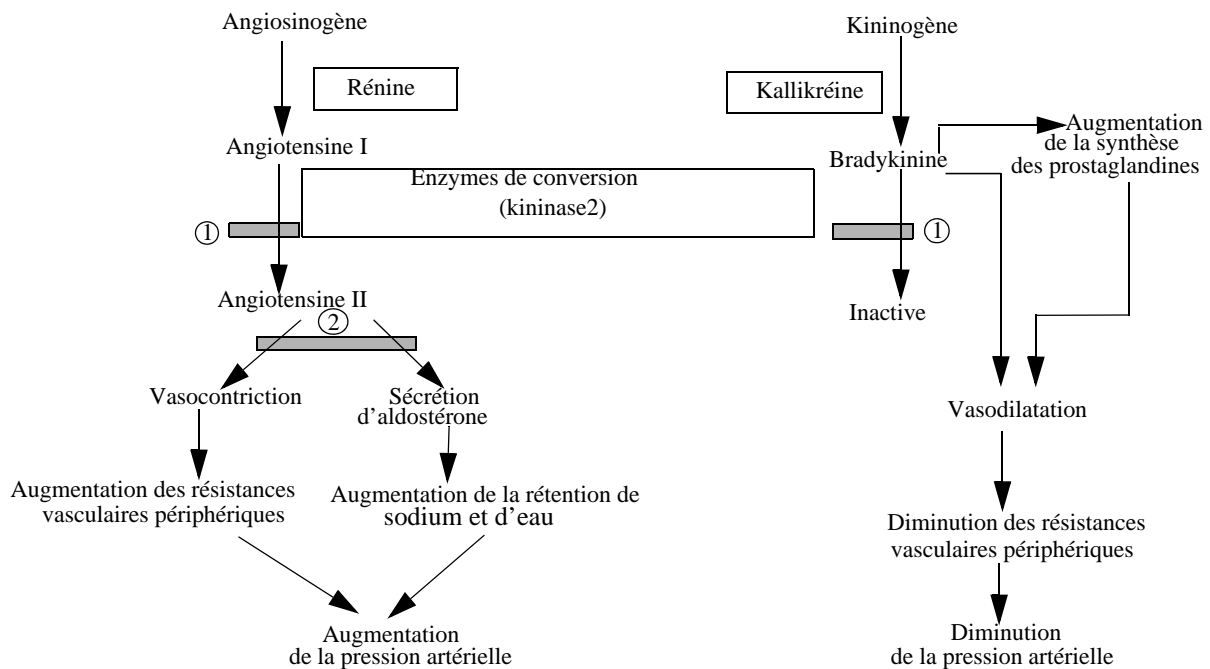 Angiosinogène
Kininogène
Rénine
Kallikréine
Angiotensine I
Bradykinine
Augmentation
de la synthèse
des prostaglandines
Enzymes de conversion
(kininase2)
1
1
Angiotensine II
Inactive
2
Vasocontriction
Sécrétion
d'aldostérone
Vasodilatation
Augmentation des résistances
vasculaires périphériques
Augmentation de la rétention de
sodium et d'eau
Diminution des résistances
vasculaires périphériques
Augmentation
de la pression artérielle
Diminution
de la pression artérielle